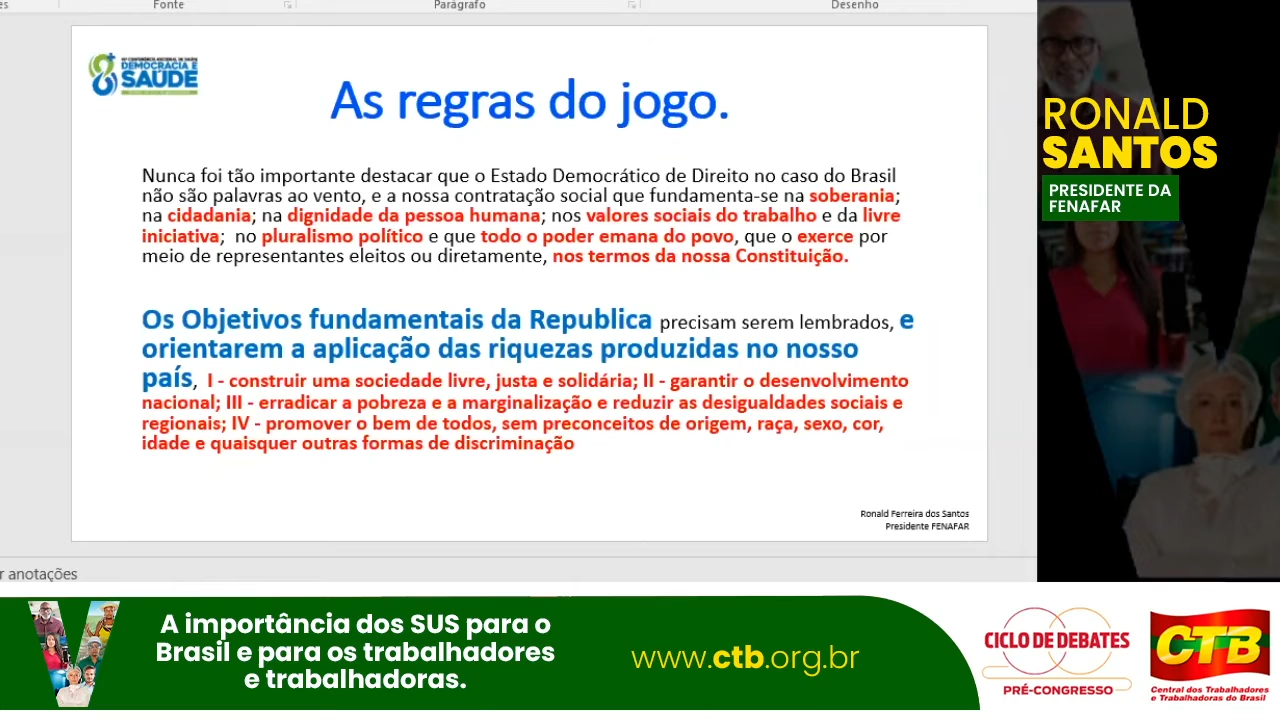 es
Fonte
Parágrafo
Desenho
16ª CONFERÊNCIA NACIONAL DE SAÚDE
DEMOCRACIA E
SAÚDE
As regras do jogo.
Nunca foi tão importante destacar que o Estado Democrático de Direito no caso do Brasil
não são palavras ao vento, e a nossa contratação social que fundamenta-se na soberania;
na cidadania; na dignidade da pessoa humana; nos valores sociais do trabalho e da livre
iniciativa; no pluralismo político e que todo o poder emana do povo, que o exerce por
meio de representantes eleitos ou diretamente, nos termos da nossa Constituição.
Os Objetivos fundamentais da Republica precisam serem lembrados, e
orientarem a aplicação das riquezas produzidas no nosso
país, I - construir uma sociedade livre, justa e solidária; II - garantir o desenvolvimento
nacional; III - erradicar a pobreza e a marginalização e reduzir as desigualdades sociais e
regionais; IV - promover o bem de todos, sem preconceitos de origem, raça, sexo, cor,
idade e quaisquer outras formas de discriminação
Ronald Ferreira dos Santos
Presidente FENAFAR
r anotações
RONALD
SANTOS
PRESIDENTE DA
FENAFAR
A importância dos SUS para o
Brasil e para os trabalhadores
e trabalhadoras.
www.ctb.org.br
CICLO DE DEBATES
PRÉ-CONGRESSO
CTB
Central dos Trabalhadores
e Trabalhadoras do Brasil